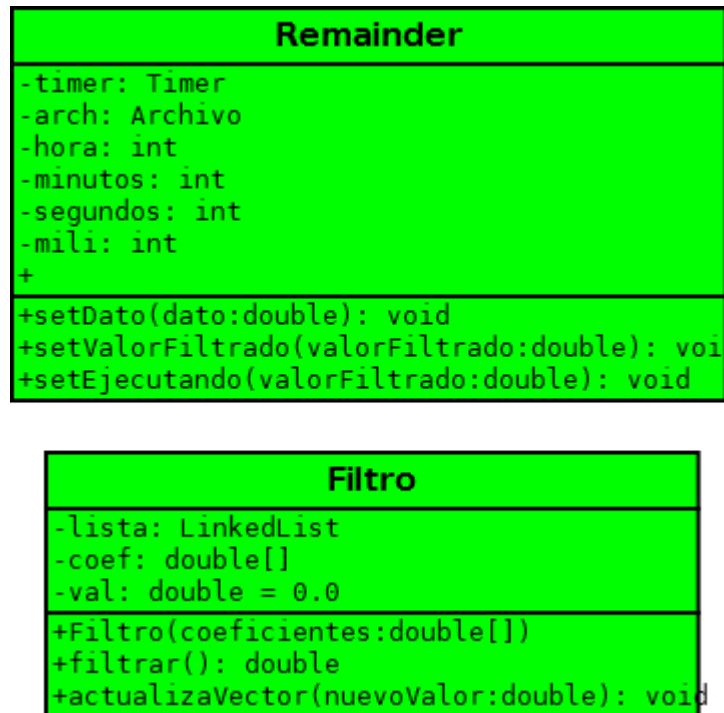 Remainder
-timer: Timer
-arch: Archivo
-hora: int
-minutos: int
-segundos: int
-mili: int
+
+setDato(dato:double): void
+setValorFiltrado(valorFiltrado:double): voi
+setEjecutando(valorFiltrado:double): void
Filtro
-lista: LinkedList
-coef: double[]
-val: double = 0.0
+Filtro(coeficientes:double[])
+filtrar(): double
+actualizaVector(nuevoValor:double): void